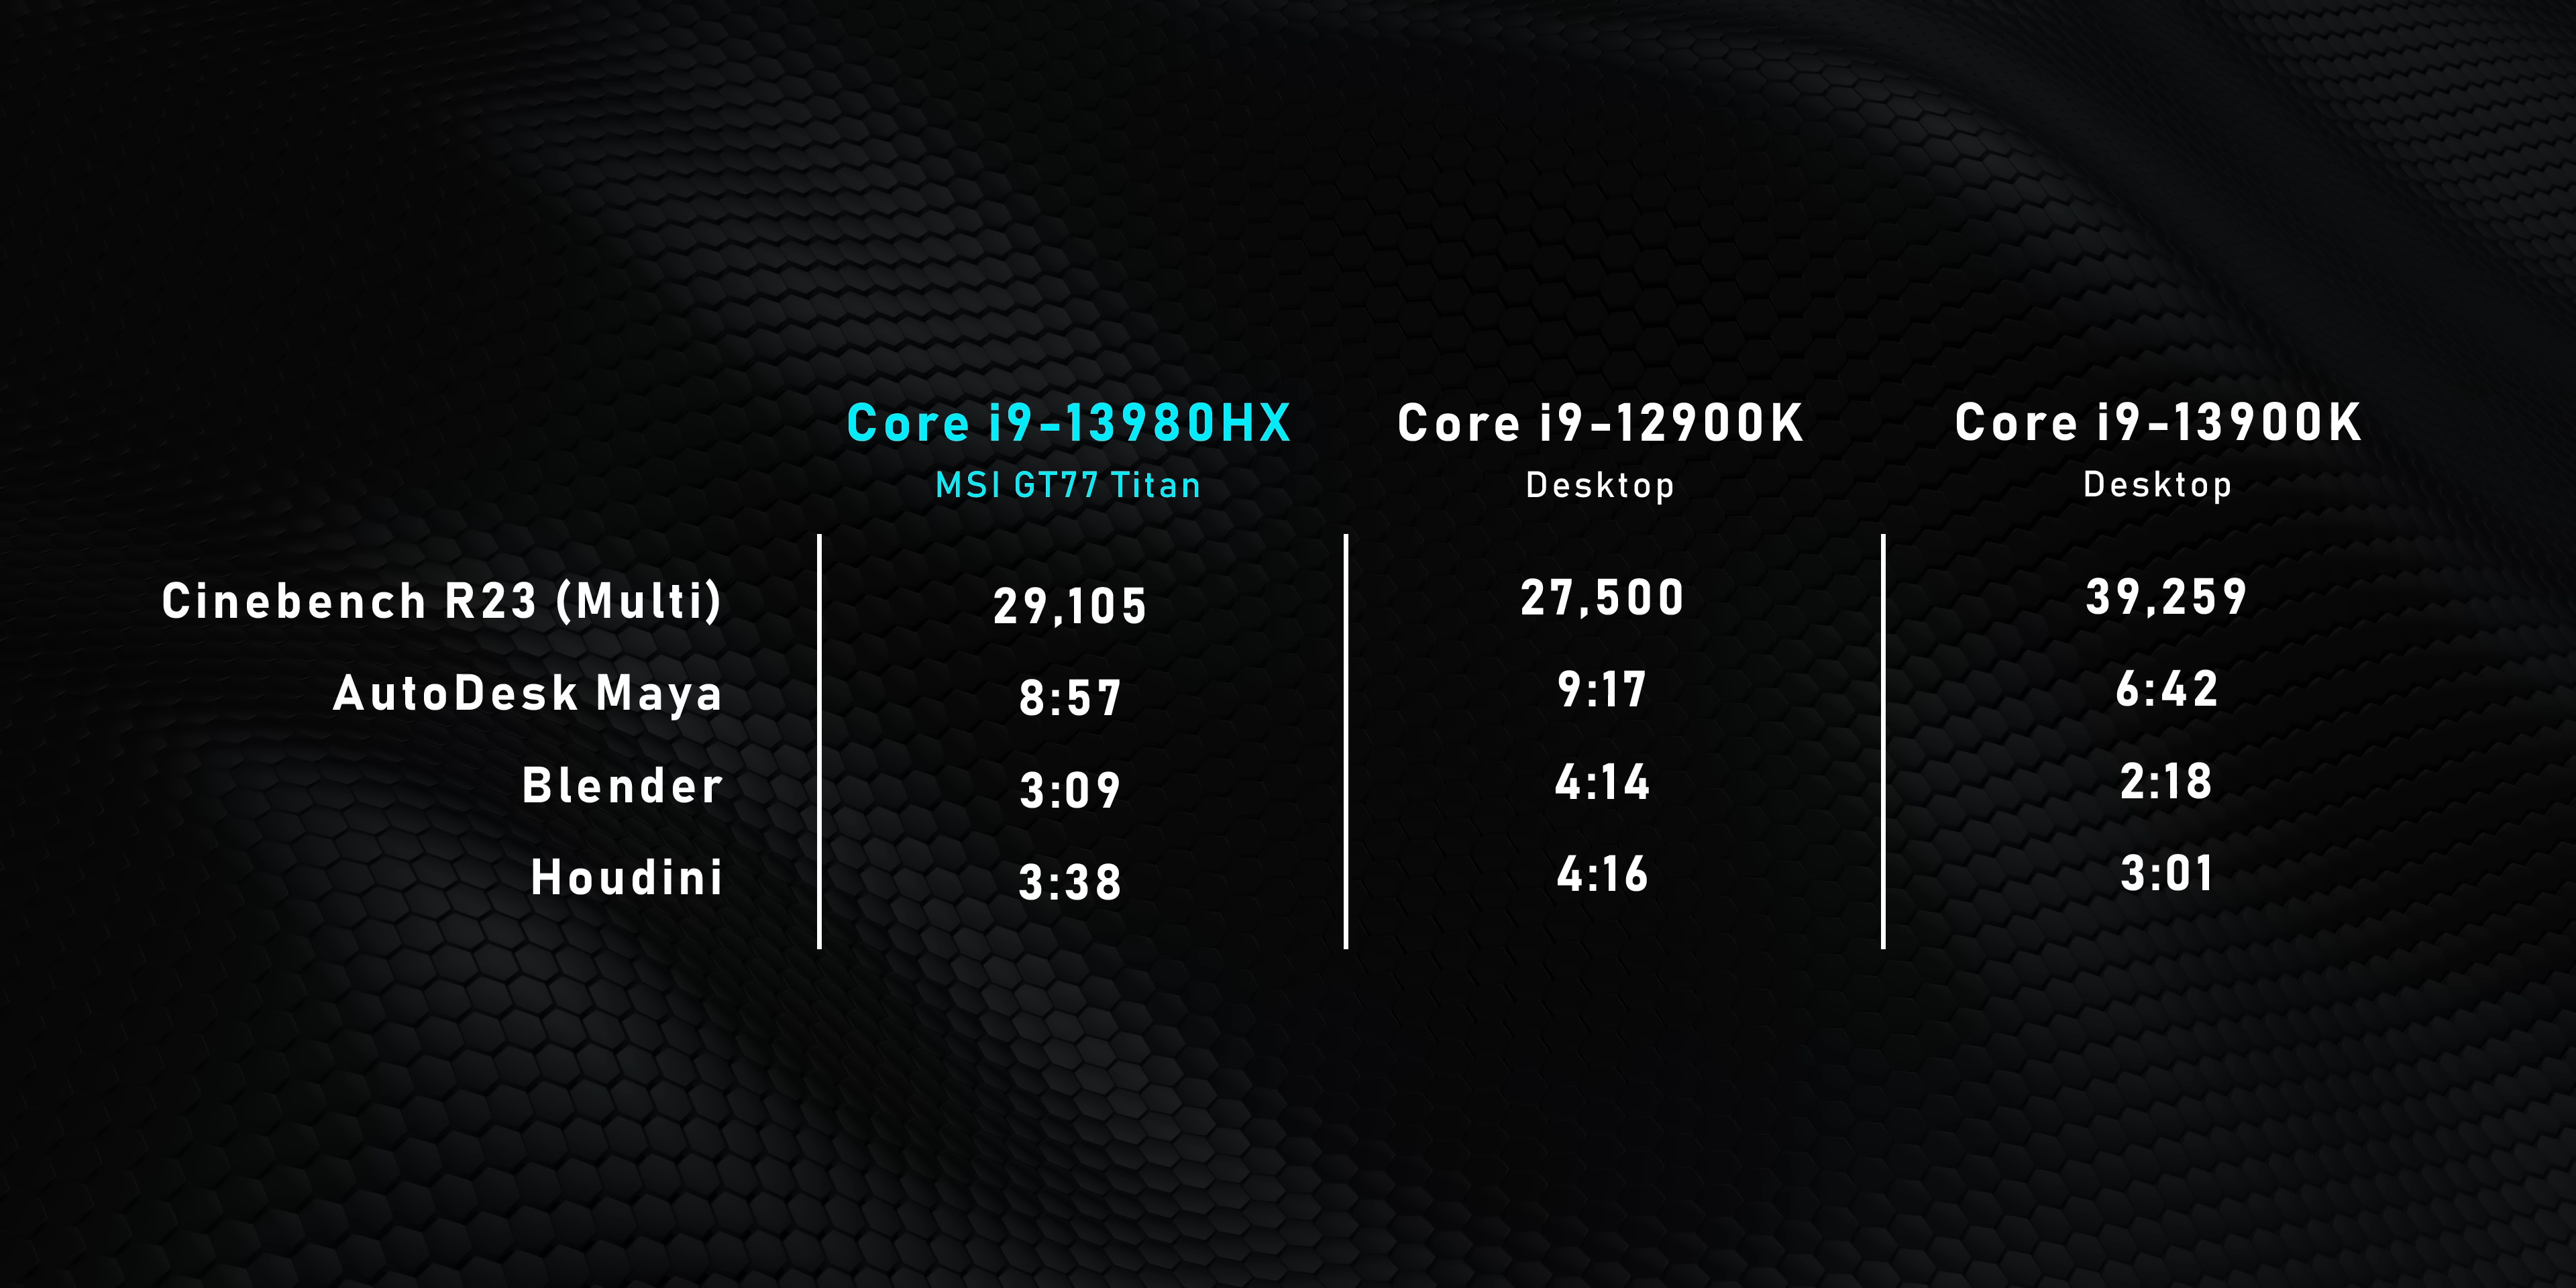 Core i9-13980HX Core i9-12900K Core i9-13900K
MSI GT77 Titan Desktop Desktop
Cinebench R23 (Multi) 29,105 27,500 39,259
AutoDesk Maya 8:57 9:17 6:42
Blender 3:09 4:14 2:18
Houdini 3:38 4:16 3:01